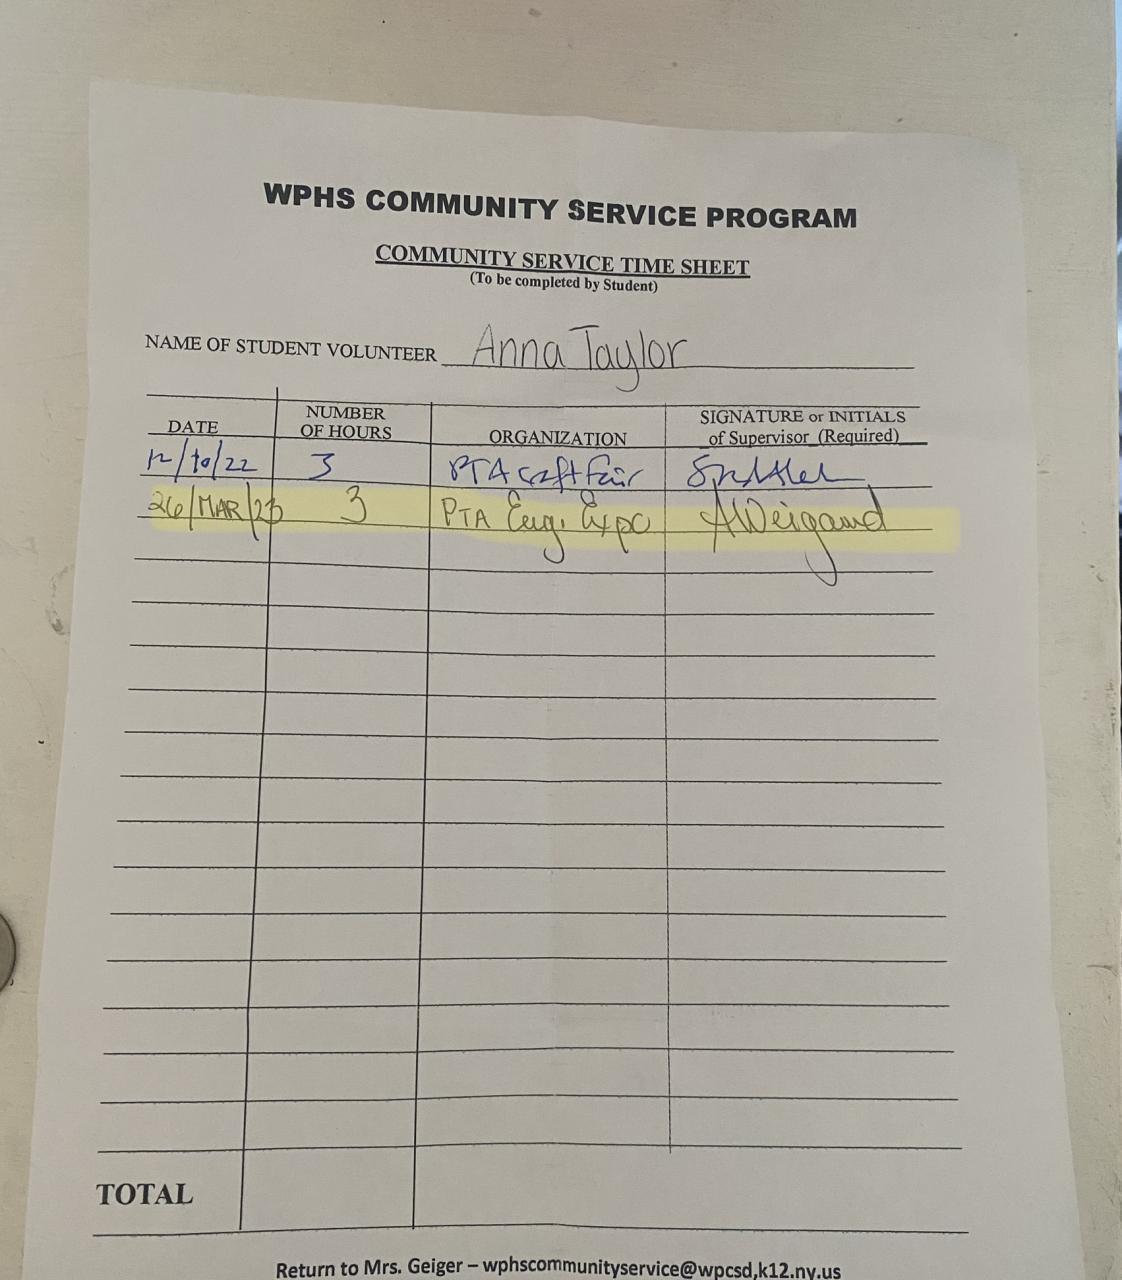 WPHS COMMUNITY SERVICE PROGRAM
COMMUNITY SERVICE TIME SHEET
(To be completed by Student)
NAME OF STUDENT VOLUNTEER Anna Taylor
DATE NUMBER OF HOURS ORGANIZATION SIGNATURE or INITIALS of Supervisor (Required)
12/10/22 3 PTA craft fair
26/MAR/23 3 PTA Eng. Expo AWeigand
TOTAL
Return to Mrs. Geiger – wphscommunityservice@wpcsd,k12.ny.us